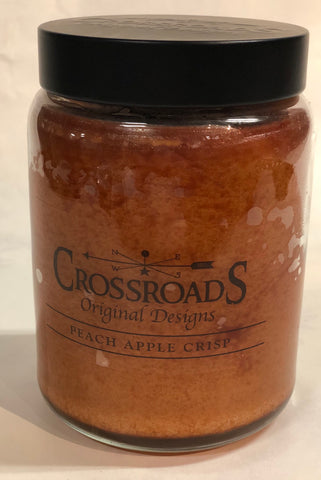 N E
W S
CROSSROADS
Original Designs
PEACH APPLE CRISP